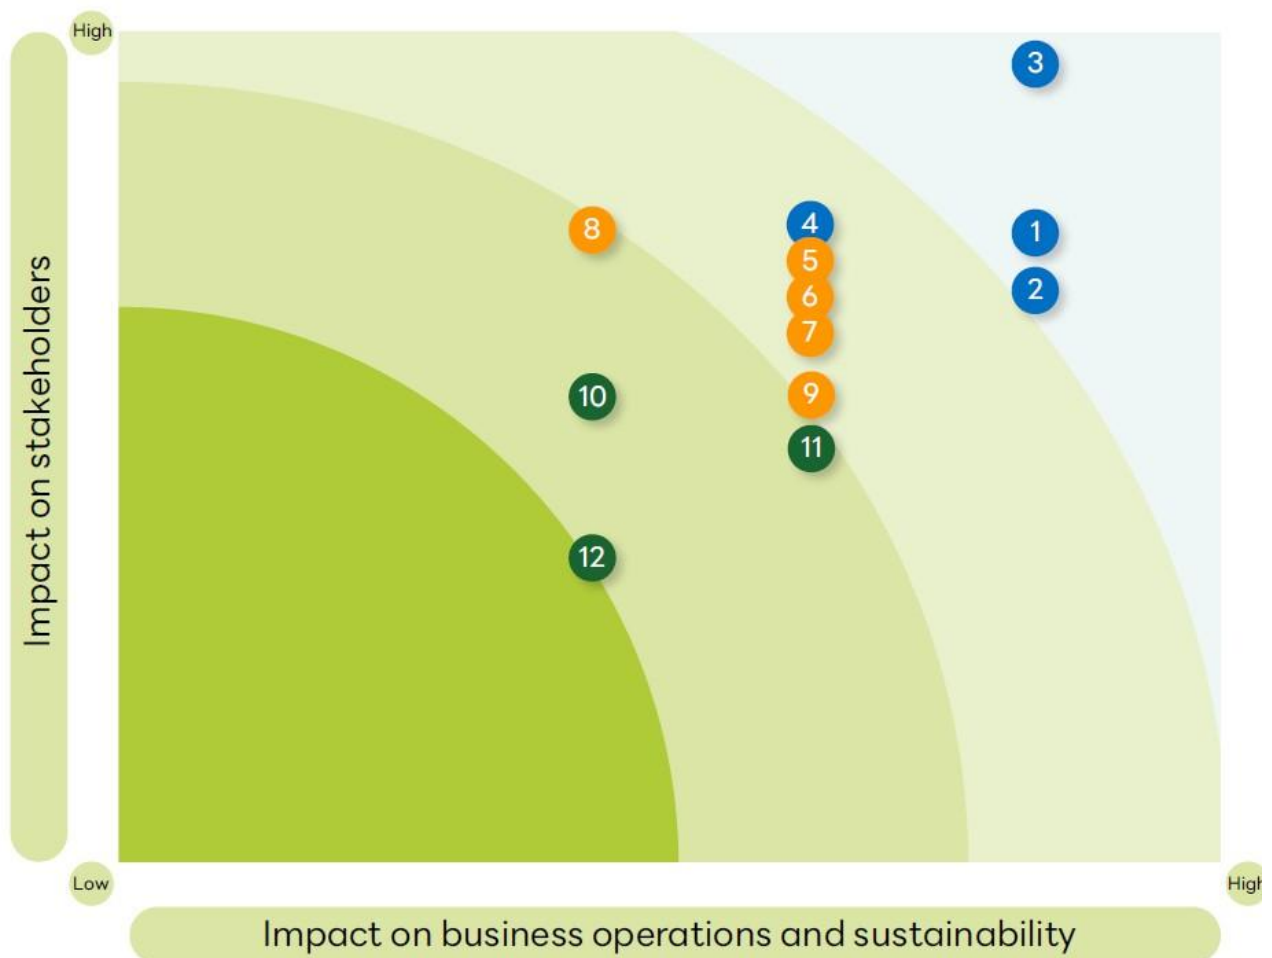 High
3
4
1
8
5
2
6
7
10
9
11
12
Impact on stakeholders
Low
High
Impact on business operations and sustainability